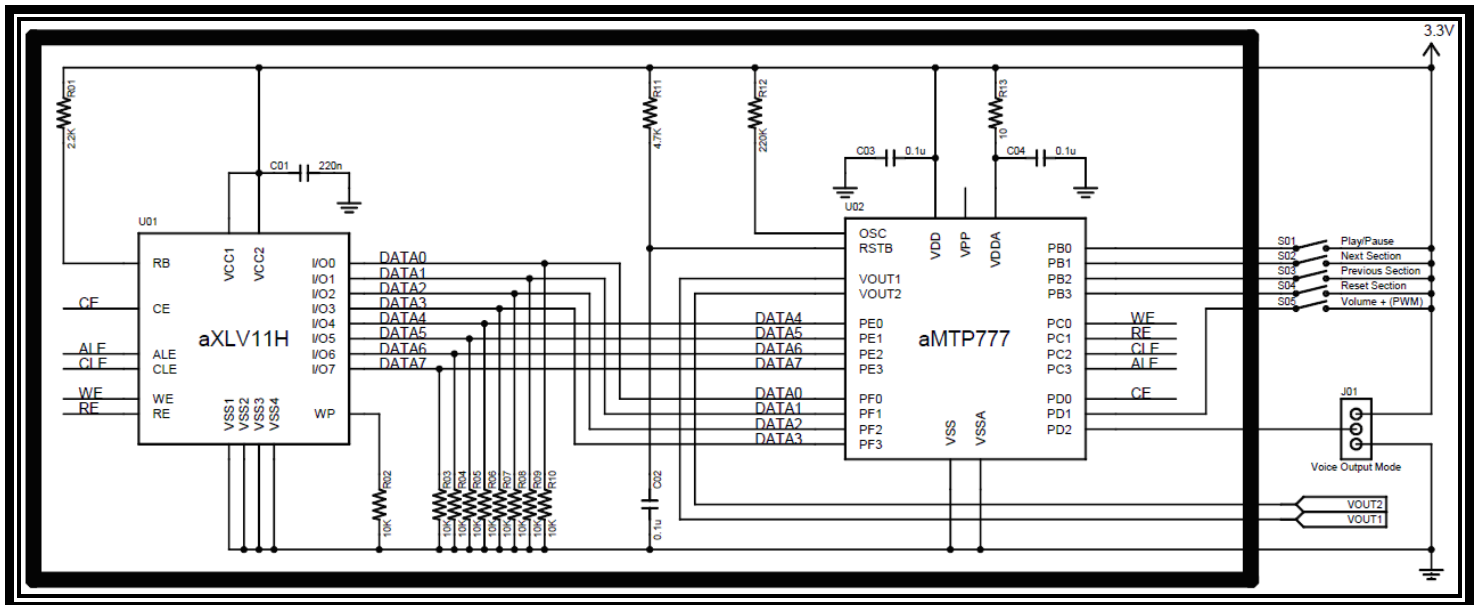 3.3V
R01
2.2K
R11
4.7K
R12
220K
R13
10
C01 220n
C03 0.1u
C04 0.1u
U01
RB
VCC1
VCC2
CE
CE
ALE
ALE
CLE
CLE
WE
WE
RE
RE
aXLV11H
VSS1
VSS2
VSS3
VSS4
WP
I/O0
I/O1
I/O2
I/O3
I/O4
I/O5
I/O6
I/O7
DATA0
DATA1
DATA2
DATA3
DATA4
DATA5
DATA6
DATA7
R02
10K
R03
R04
R05
R06
R07
R08
R09
R10
10K
10K
10K
10K
10K
10K
10K
10K
C02
0.1u
U02
OSC
RSTB
VDD
VPP
VDDA
VOUT1
VOUT2
DATA4 PE0
DATA5 PE1
DATA6 PE2
DATA7 PE3
DATA0 PF0
DATA1 PF1
DATA2 PF2
DATA3 PF3
aMTP777
VSS
VSSA
PB0
PB1
PB2
PB3
PC0 WE
PC1 RE
PC2 CLE
PC3 ALE
PD0 CE
PD1
PD2
S01 Play/Pause
S02 Next Section
S03 Previous Section
S04 Reset Section
S05 Volume + (PWM)
J01
Voice Output Mode
VOUT2
VOUT1